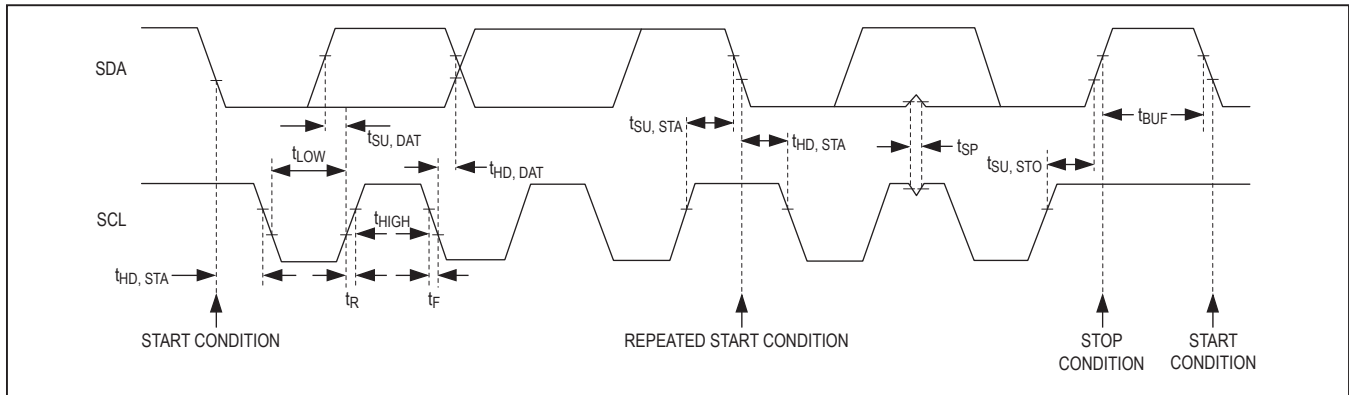 SDA
tSU, DAT
tLOW
tHD, DAT
tSU, STA
tHD, STA
tSP
tBUF
tSU, STO
SCL
tHIGH
tHD, STA
tR
tF
START CONDITION
REPEATED START CONDITION
STOP
CONDITION
START
CONDITION